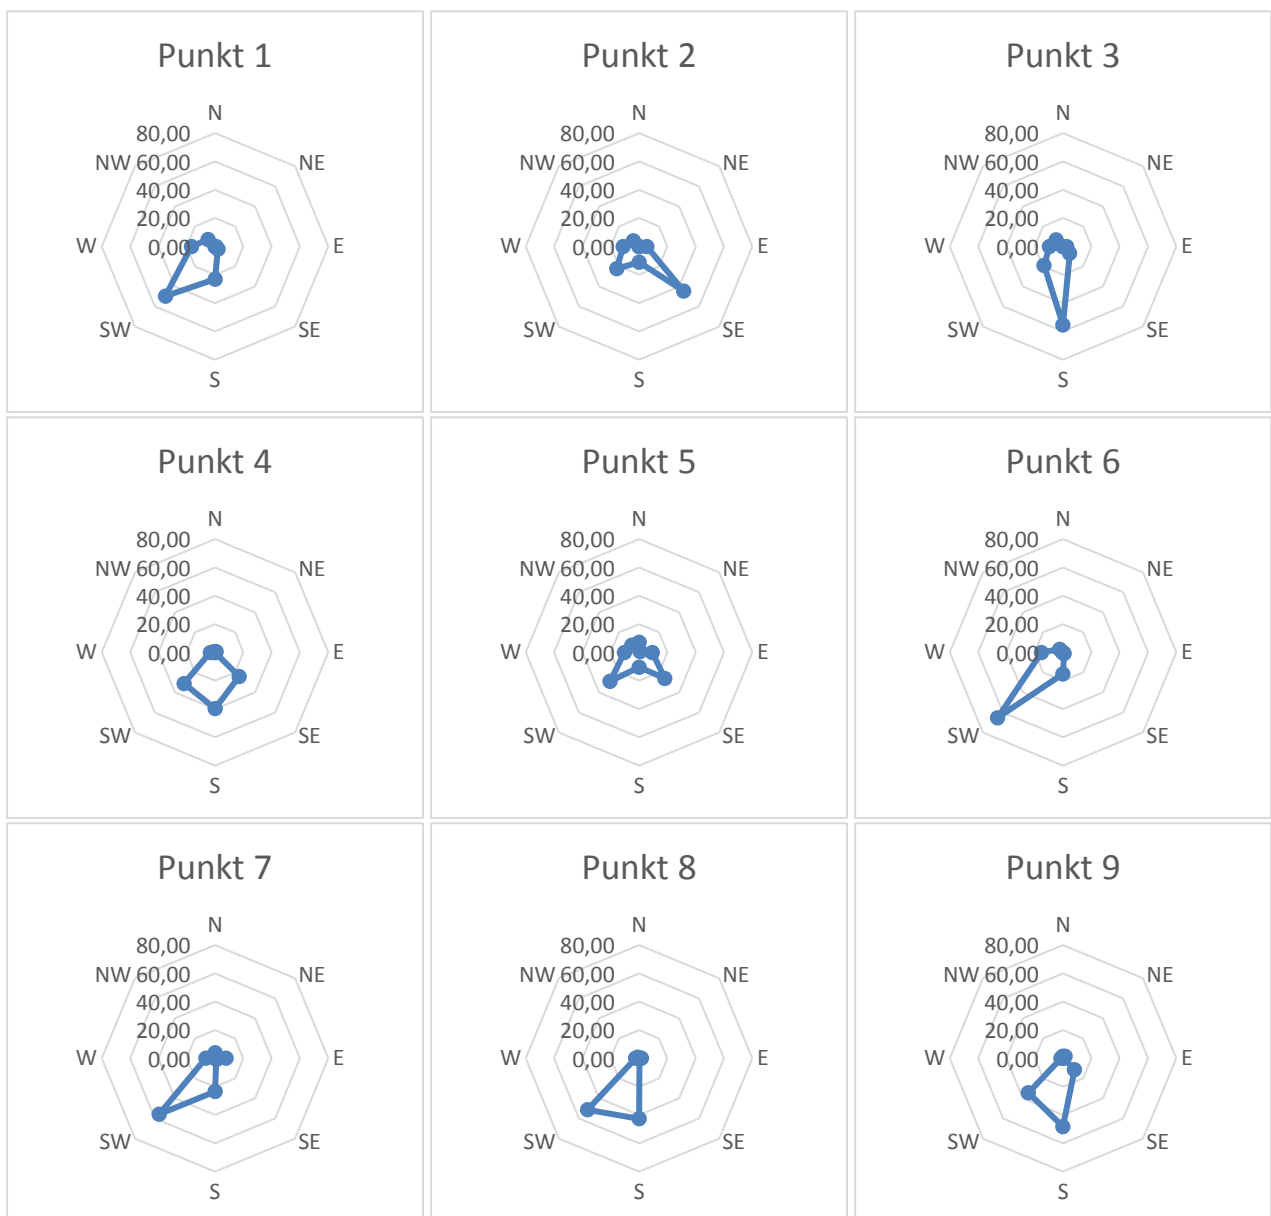 Punkt 1
N
80,00
NW 60,00 NE
40,00
20,00
W 0,00 E
SW SE
S
Punkt 2
N
80,00
NW 60,00 NE
40,00
20,00
W 0,00 E
SW SE
S
Punkt 3
N
80,00
NW 60,00 NE
40,00
20,00
W 0,00 E
SW SE
S
Punkt 4
N
80,00
NW 60,00 NE
40,00
20,00
W 0,00 E
SW SE
S
Punkt 5
N
80,00
NW 60,00 NE
40,00
20,00
W 0,00 E
SW SE
S
Punkt 6
N
80,00
NW 60,00 NE
40,00
20,00
W 0,00 E
SW SE
S
Punkt 7
N
80,00
NW 60,00 NE
40,00
20,00
W 0,00 E
SW SE
S
Punkt 8
N
80,00
NW 60,00 NE
40,00
20,00
W 0,00 E
SW SE
S
Punkt 9
N
80,00
NW 60,00 NE
40,00
20,00
W 0,00 E
SW SE
S